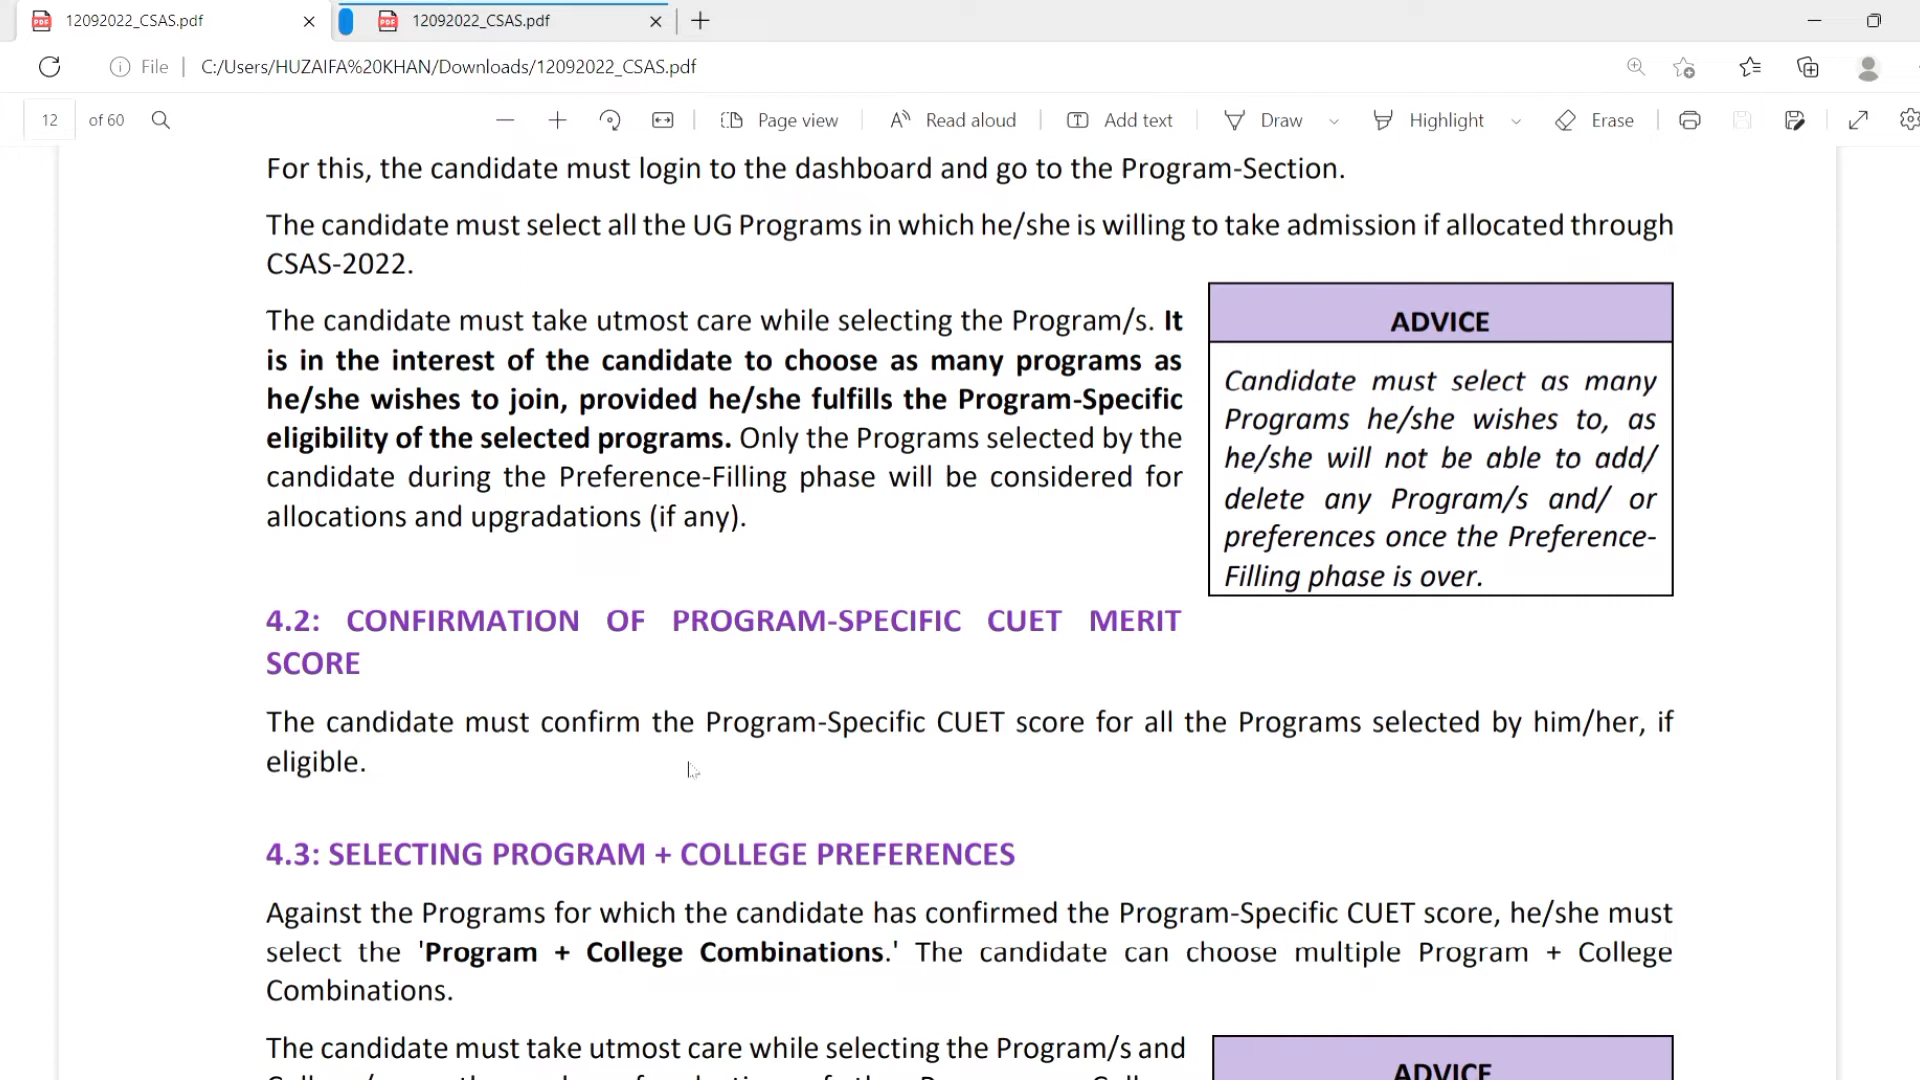 12092022_CSAS.pdf
12092022_CSAS.pdf
File
C:/Users/HUZAIFA%20KHAN/Downloads/12092022_CSAS.pdf
12 of 60
Page view
Read aloud
Add text
Draw
Highlight
Erase
For this, the candidate must login to the dashboard and go to the Program-Section.
The candidate must select all the UG Programs in which he/she is willing to take admission if allocated through
CSAS-2022.
The candidate must take utmost care while selecting the Program/s. It
is in the interest of the candidate to choose as many programs as
he/she wishes to join, provided he/she fulfills the Program-Specific
eligibility of the selected programs. Only the Programs selected by the
candidate during the Preference-Filling phase will be considered for
allocations and upgradations (if any).
ADVICE
Candidate must select as many
Programs he/she wishes to, as
he/she will not be able to add/
delete any Program/s and/ or
preferences once the Preference-
Filling phase is over.
4.2: CONFIRMATION OF PROGRAM-SPECIFIC CUET MERIT
SCORE
The candidate must confirm the Program-Specific CUET score for all the Programs selected by him/her, if
eligible.
4.3: SELECTING PROGRAM + COLLEGE PREFERENCES
Against the Programs for which the candidate has confirmed the Program-Specific CUET score, he/she must
select the 'Program + College Combinations.' The candidate can choose multiple Program + College
Combinations.
The candidate must take utmost care while selecting the Program/s and
ADVICE